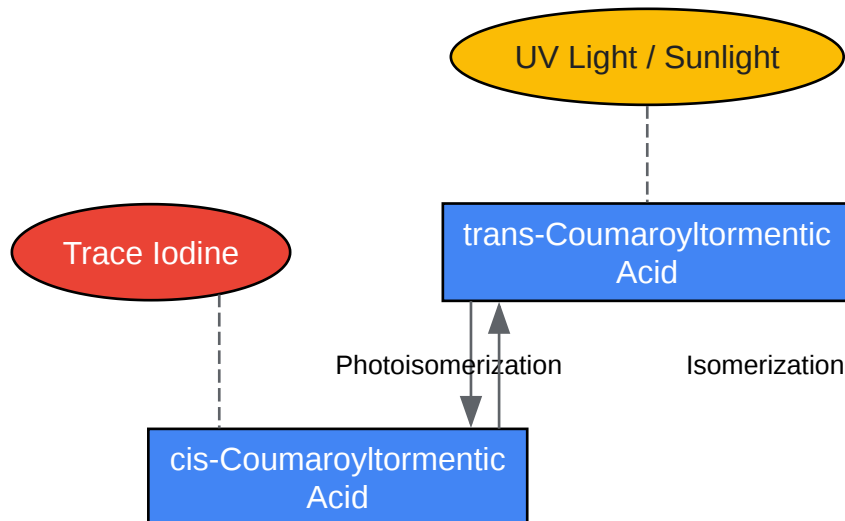 UV Light / Sunlight
trans-Coumaroyltormentic
Acid
Trace Iodine
Photoisomerization
Isomerization
cis-Coumaroyltormentic
Acid